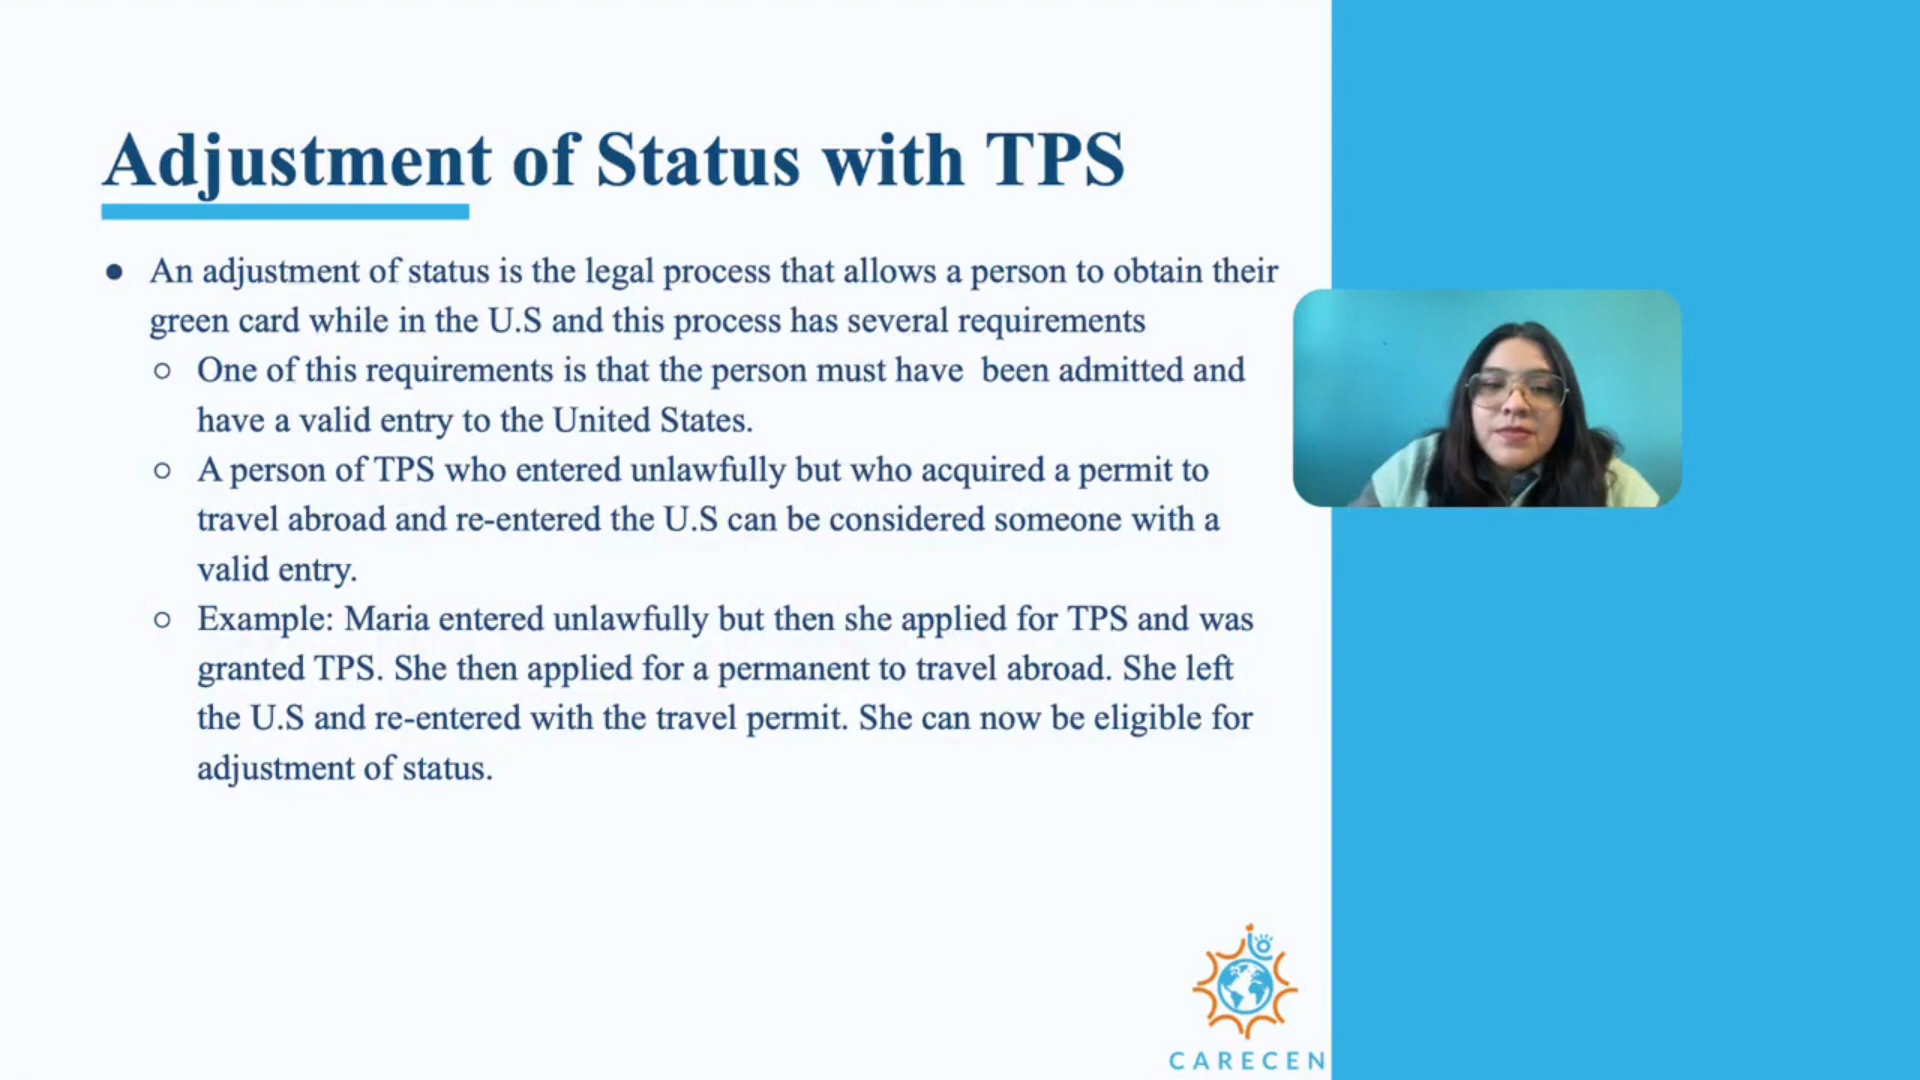 Adjustment of Status with TPS
● An adjustment of status is the legal process that allows a person to obtain their
green card while in the U.S and this process has several requirements
○ One of this requirements is that the person must have  been admitted and
have a valid entry to the United States.
○ A person of TPS who entered unlawfully but who acquired a permit to
travel abroad and re-entered the U.S can be considered someone with a
valid entry.
○ Example: Maria entered unlawfully but then she applied for TPS and was
granted TPS. She then applied for a permanent to travel abroad. She left
the U.S and re-entered with the travel permit. She can now be eligible for
adjustment of status.
CARECEN